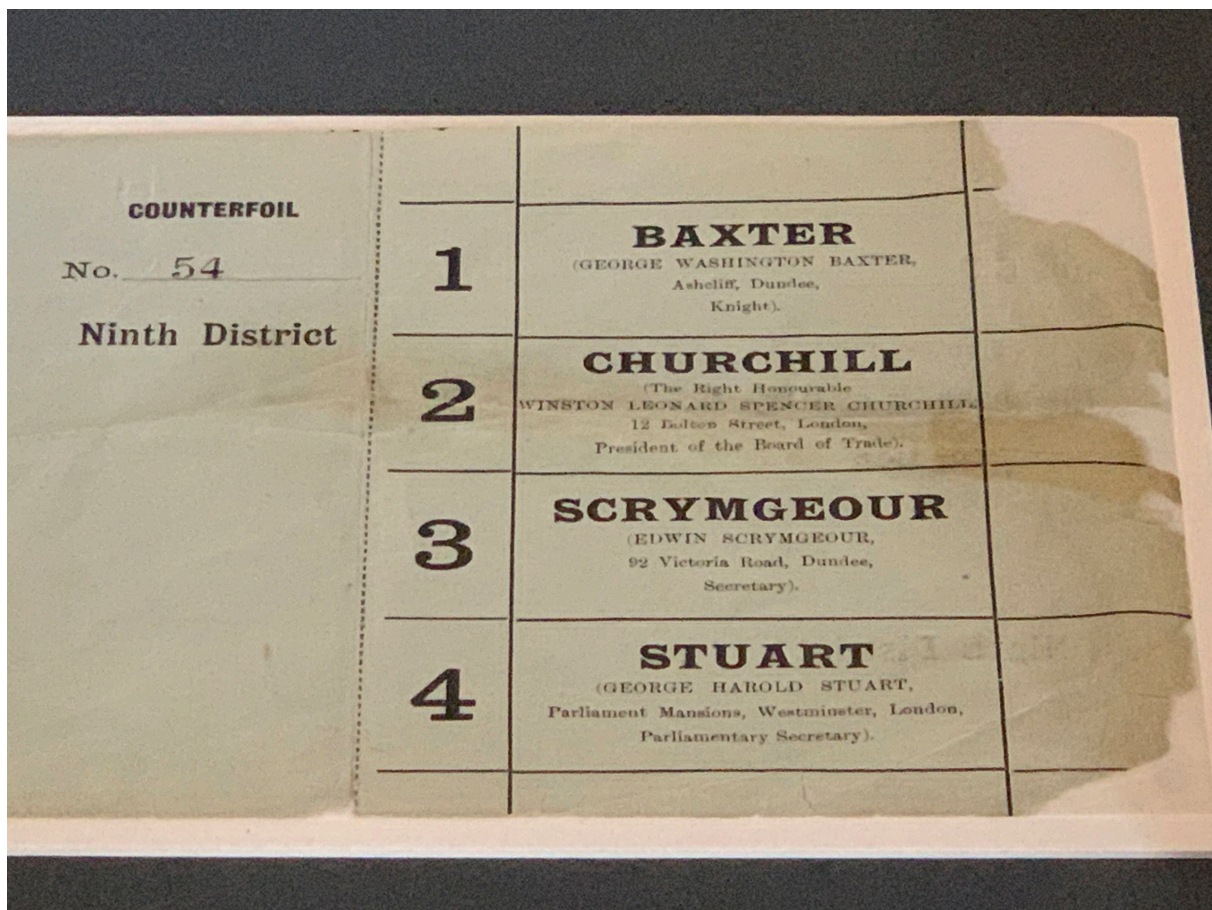 COUNTERFOIL
No. 54
Ninth District
1
BAXTER
(GEORGE WASHINGTON BAXTER,
Ashcliff, Dundee,
Knight).
2
CHURCHILL
(The Right Honourable
WINSTON LEONARD SPENCER CHURCHILL,
12 Bolton Street, London,
President of the Board of Trade).
3
SCRYMGEOUR
(EDWIN SCRYMGEOUR,
92 Victoria Road, Dundee,
Secretary).
4
STUART
(GEORGE HAROLD STUART,
Parliament Mansions, Westminster, London,
Parliamentary Secretary).